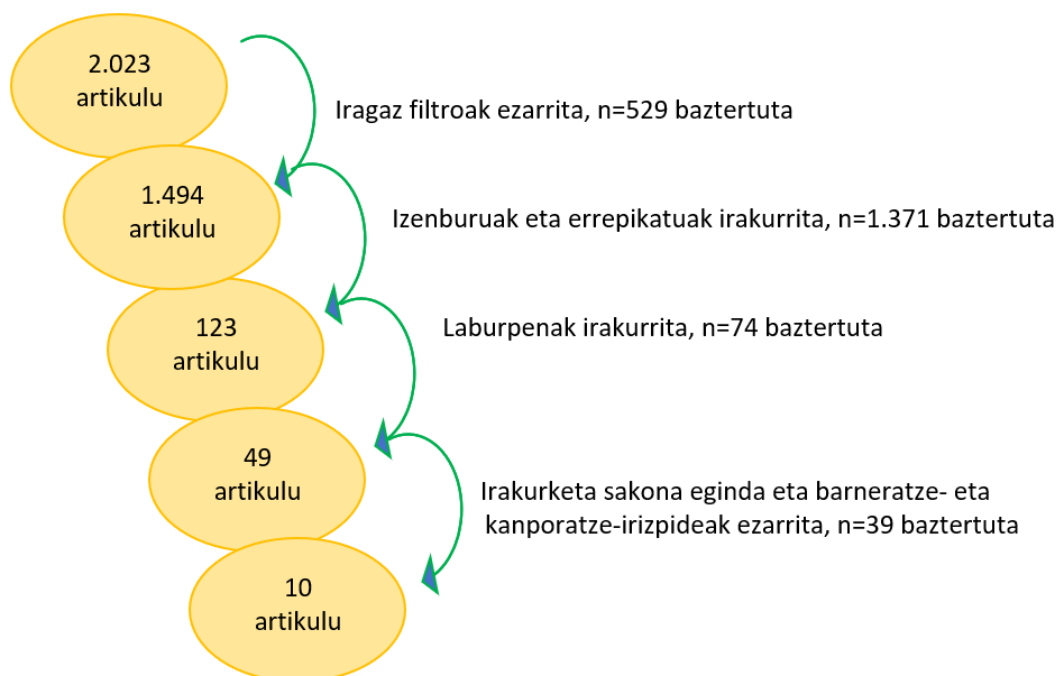 2.023
artikulu
Iragaz filtroak ezarrita, n=529 baztertuta
1.494
artikulu
Izenburuak eta errepikatuak irakurrita, n=1.371 baztertuta
123
artikulu
Laburpenak irakurrita, n=74 baztertuta
49
artikulu
Irakurketa sakona eginda eta barneratze- eta
kanporatze-irizpideak ezarrita, n=39 baztertuta
10
artikulu